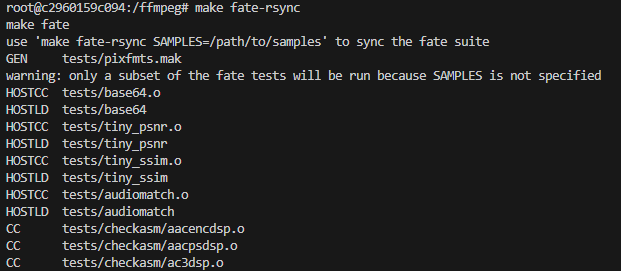 root@c2960159c094:/ffmpeg# make fate-rsync
make fate
use 'make fate-rsync SAMPLES=/path/to/samples' to sync the fate suite
GEN     tests/pixfmts.mak
warning: only a subset of the fate tests will be run because SAMPLES is not specified
HOSTCC  tests/base64.o
HOSTLD  tests/base64
HOSTCC  tests/tiny_psnr.o
HOSTLD  tests/tiny_psnr
HOSTCC  tests/tiny_ssim.o
HOSTLD  tests/tiny_ssim
HOSTCC  tests/audiomatch.o
HOSTLD  tests/audiomatch
CC      tests/checkasm/aacencdsp.o
CC      tests/checkasm/aacpsdsp.o
CC      tests/checkasm/ac3dsp.o